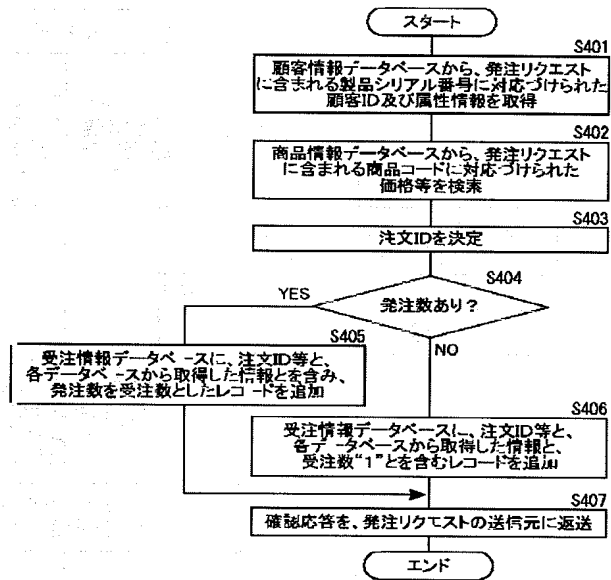 スタート
S401
顧客情報データベースから、発注リクエスト
に含まれる製品シリアル番号に対応づけられた
顧客ID及び属性情報を取得
S402
商品情報データベースから、発注リクエスト
に含まれる商品コードに対応づけられた
価格等を検索
S403
注文IDを決定
S404
発注数あり？
YES
NO
S405
受注情報データベースに、注文ID等と、
各データベースから取得した情報とを含み、
発注数を受注数としたレコードを追加
S406
受注情報データベースに、注文ID等と、
各データベースから取得した情報と、
受注数“1”とを含むレコードを追加
S407
確認応答を、発注リクエストの送信元に返送
エンド